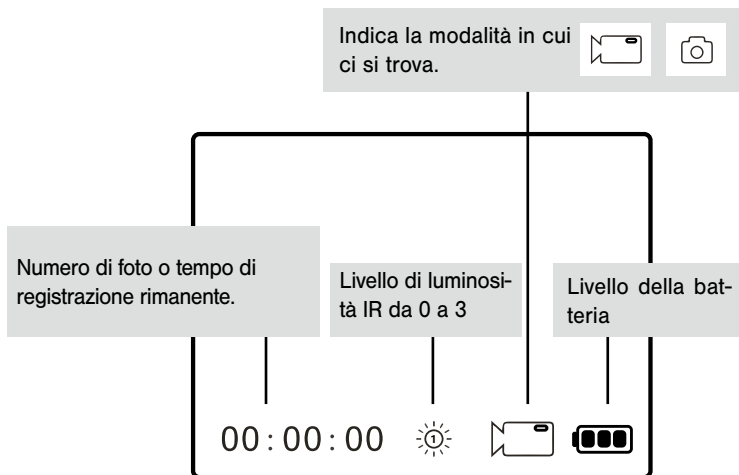 Indica la modalità in cui
ci si trova.
Numero di foto o tempo di
registrazione rimanente.
Livello di luminosi-
tà IR da 0 a 3
Livello della bat-
teria
00:00:00
1